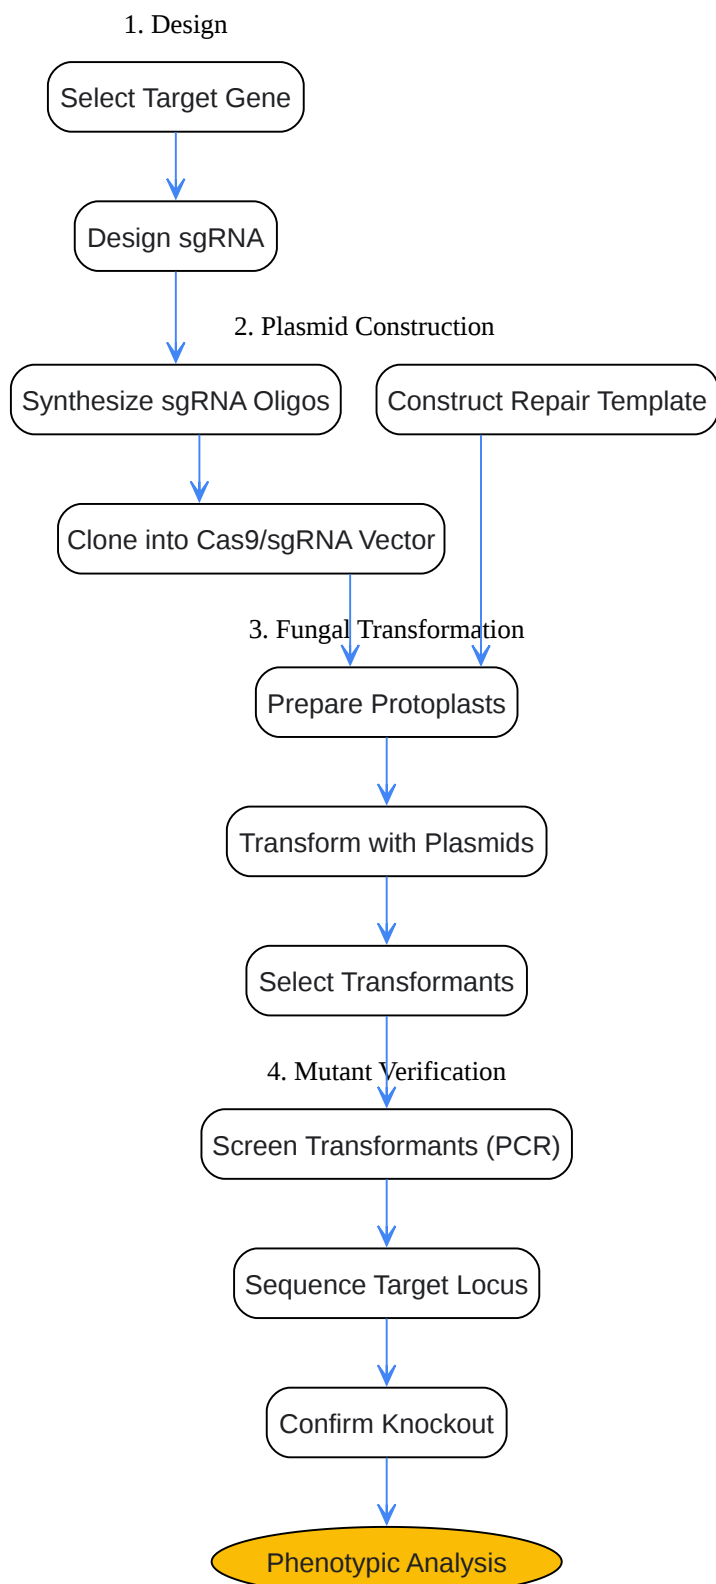 1. Design
Select Target Gene
Design sgRNA
2. Plasmid Construction
Synthesize sgRNA Oligos
Construct Repair Template
Clone into Cas9/sgRNA Vector
3. Fungal Transformation
Prepare Protoplasts
Transform with Plasmids
Select Transformants
4. Mutant Verification
Screen Transformants (PCR)
Sequence Target Locus
Confirm Knockout
Phenotypic Analysis